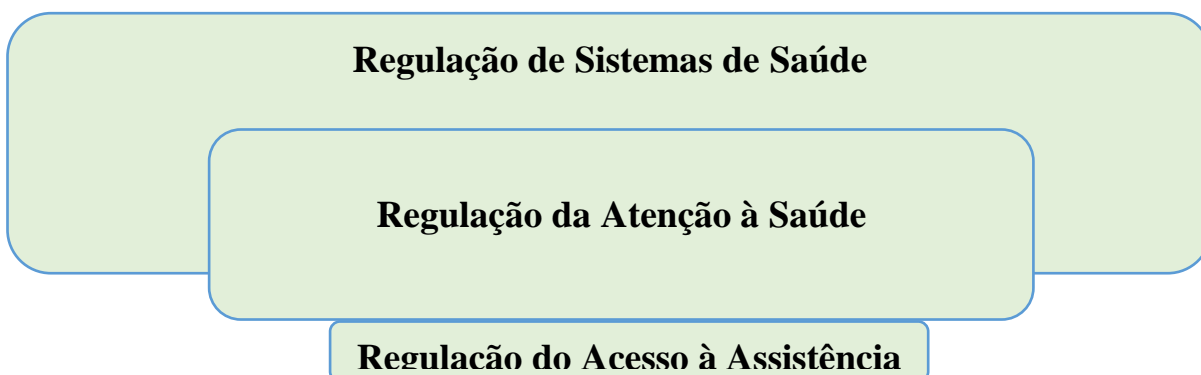 Regulação de Sistemas de Saúde
Regulação da Atenção à Saúde
Regulação do Acesso à Assistência